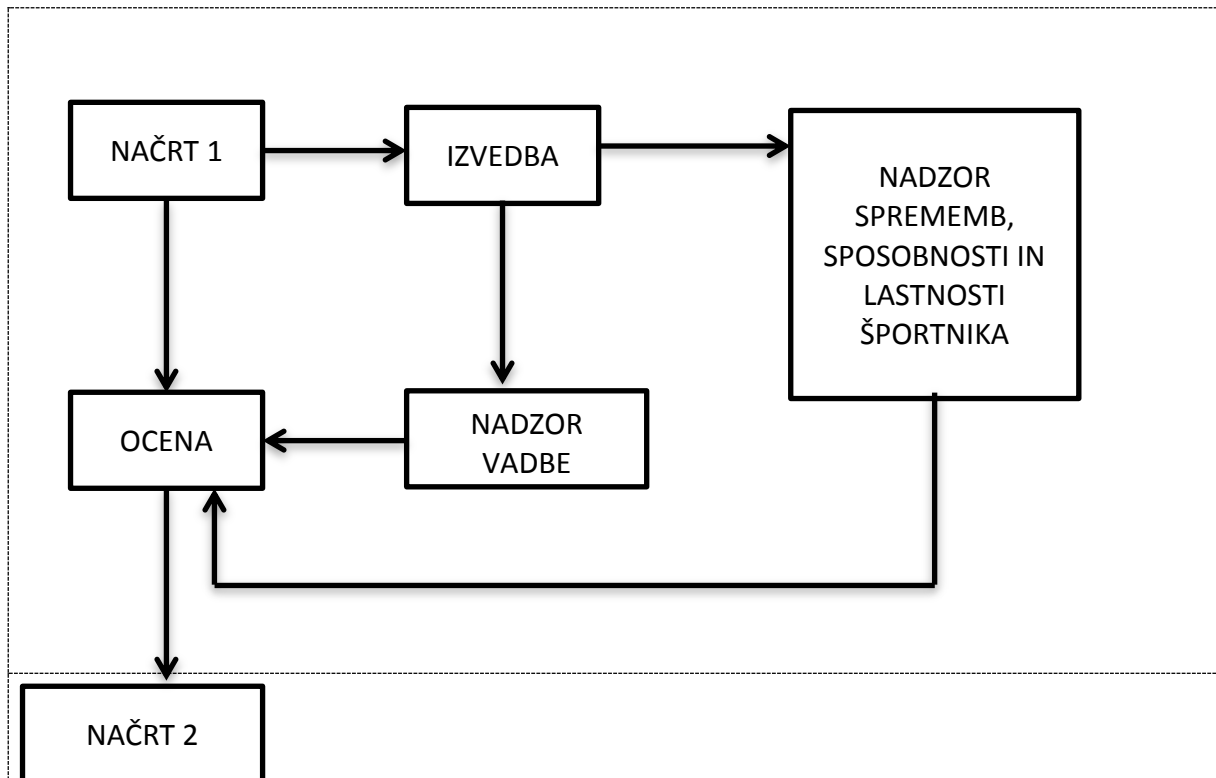 NAČRT 1
IZVEDBA
NADZOR
SPREMEMB,
SPOSOBNOSTI IN
LASTNOSTI
ŠPORTNIKA
OCENA
NADZOR
VADBE
NAČRT 2